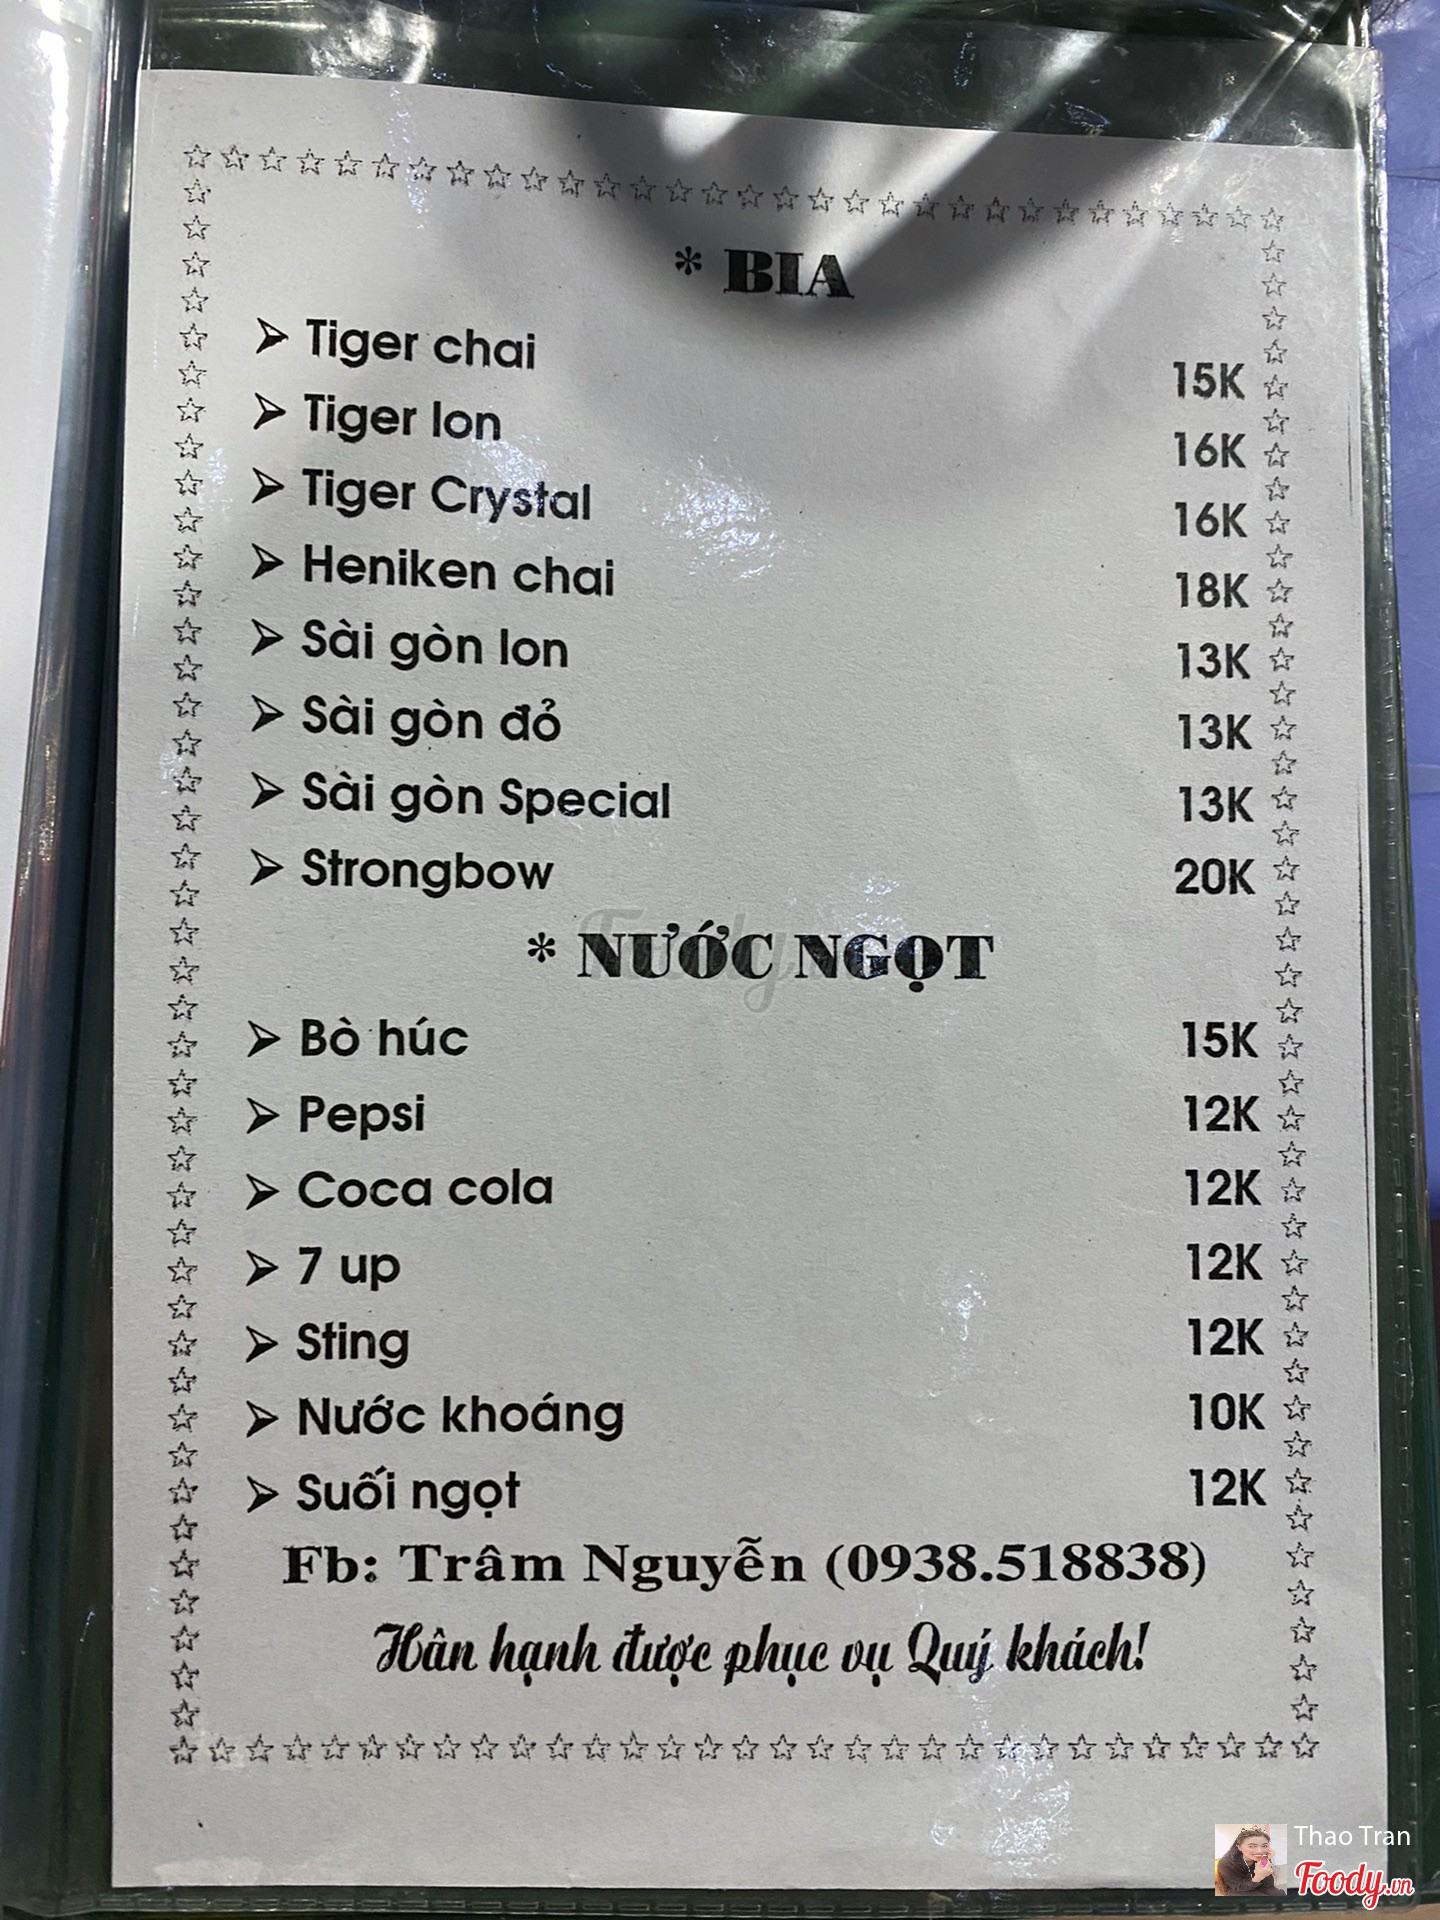 * BIA
➢ Tiger chai 15K
➢ Tiger lon 16K
➢ Tiger Crystal 16K
➢ Heniken chai 18K
➢ Sài gòn lon 13K
➢ Sài gòn đỏ 13K
➢ Sài gòn Special 13K
➢ Strongbow 20K
* NƯỚC NGỌT
➢ Bò húc 15K
➢ Pepsi 12K
➢ Coca cola 12K
➢ 7 up 12K
➢ Sting 12K
➢ Nước khoáng 10K
➢ Suối ngọt 12K
Fb: Trâm Nguyễn (0938.518838)
Hân hạnh được phục vụ Quý khách!
Thao Tran
Foody.vn